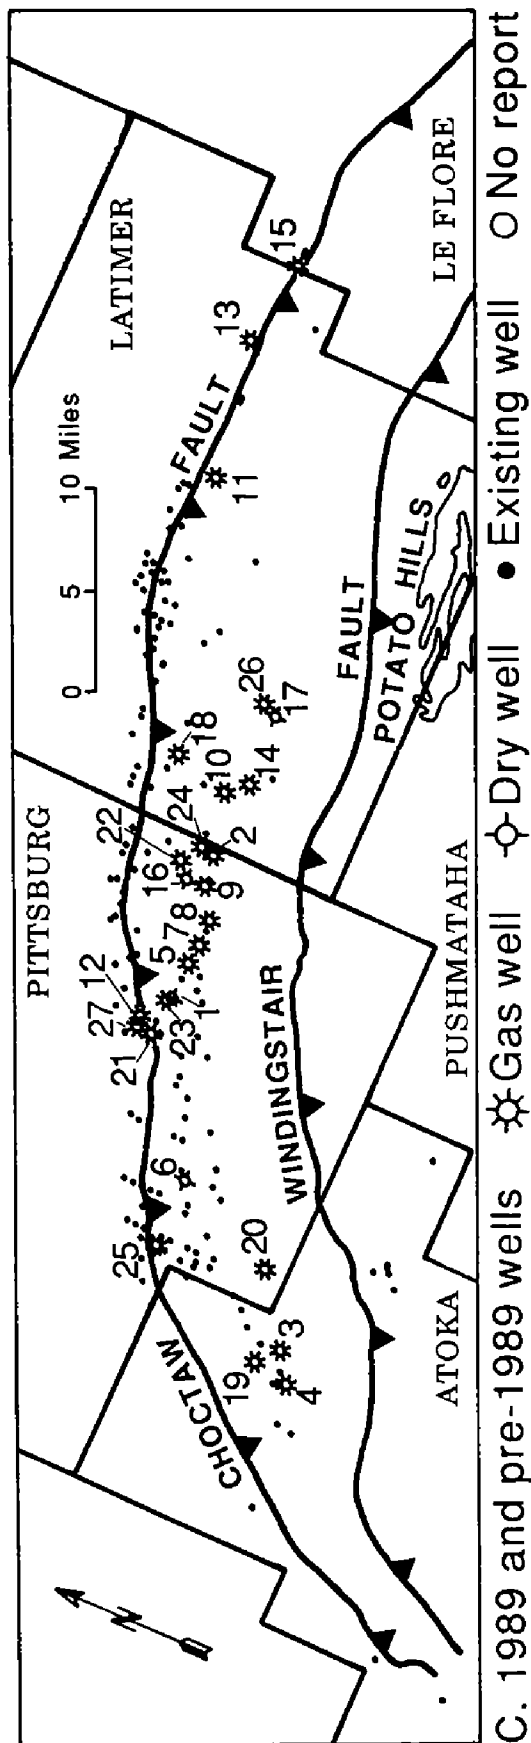 PITTSBURG
LATIMER
0 5 10 Miles
CHOCTAW FAULT
WINDINGSTAIR FAULT
POTATO HILLS
ATOKA
PUSHMATAHA
LE FLORE
N
25
6
21
27
12
23
1
5
7
8
9
16
22
2
24
10
18
14
17
26
11
13
15
20
19
3
4
C. 1989 and pre-1989 wells Gas well Dry well Existing well No report